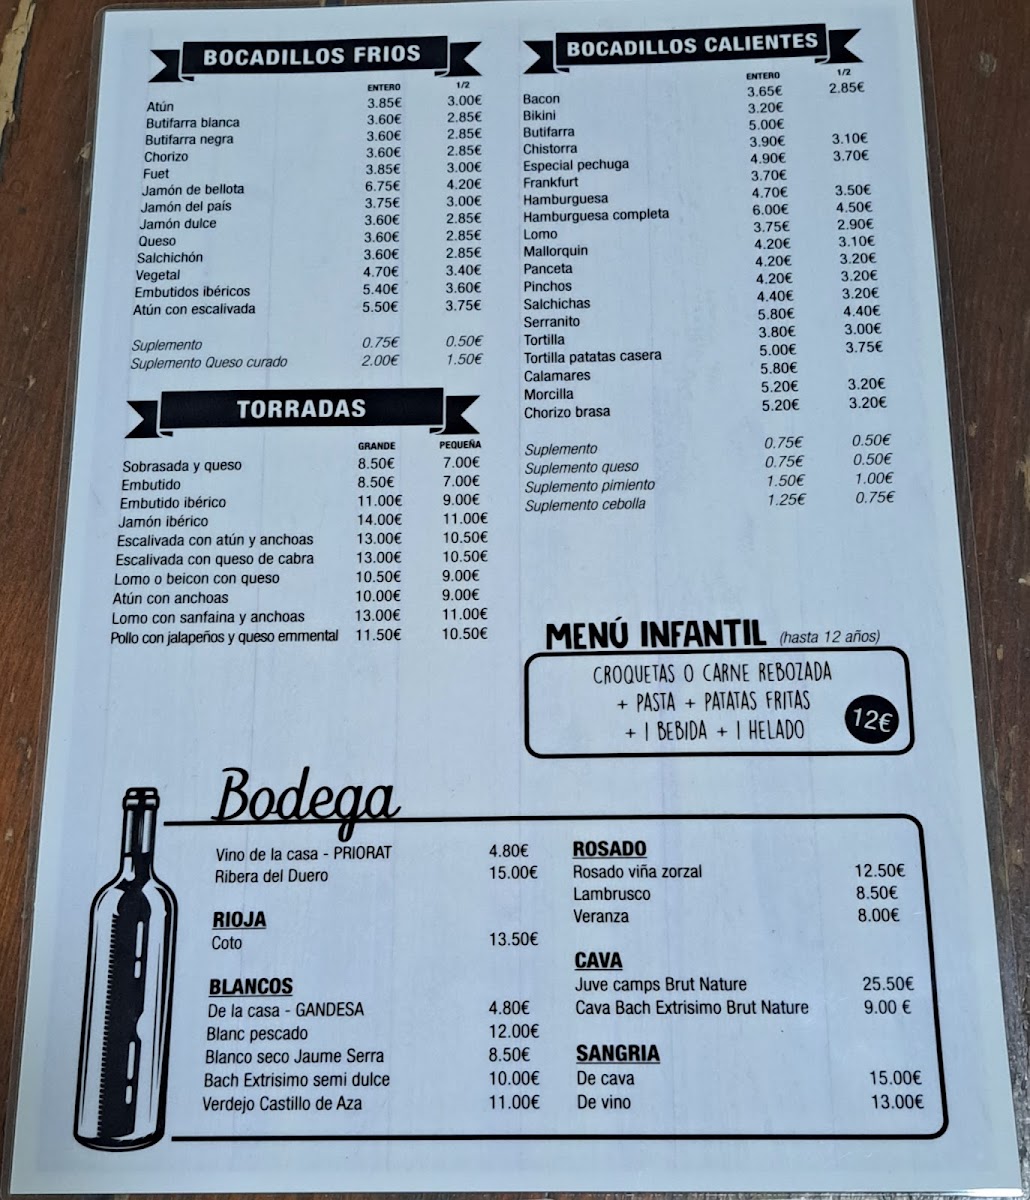 BOCADILLOS FRIOS
ENTERO 1/2
Atún 3.85€ 3.00€
Butifarra blanca 3.60€ 2.85€
Butifarra negra 3.60€ 2.85€
Chorizo 3.60€ 2.85€
Fuet 3.85€ 3.00€
Jamón de bellota 6.75€ 4.20€
Jamón del país 3.75€ 3.00€
Jamón dulce 3.60€ 2.85€
Queso 3.60€ 2.85€
Salchichón 3.60€ 2.85€
Vegetal 4.70€ 3.40€
Embutidos ibéricos 5.40€ 3.60€
Atún con escalivada 5.50€ 3.75€
Suplemento 0.75€ 0.50€
Suplemento Queso curado 2.00€ 1.50€
TORRADAS
GRANDE PEQUEÑA
Sobrasada y queso 8.50€ 7.00€
Embutido 8.50€ 7.00€
Embutido ibérico 11.00€ 9.00€
Jamón ibérico 14.00€ 11.00€
Escalivada con atún y anchoas 13.00€ 10.50€
Escalivada con queso de cabra 13.00€ 10.50€
Lomo o beicon con queso 10.50€ 9.00€
Atún con anchoas 10.00€ 9.00€
Lomo con sanfaina y anchoas 13.00€ 11.00€
Pollo con jalapeños y queso emmental 11.50€ 10.50€
BOCADILLOS CALIENTES
ENTERO 1/2
Bacon 3.65€ 2.85€
Bikini 3.20€
Butifarra 5.00€
Chistorra 3.90€ 3.10€
Especial pechuga 4.90€ 3.70€
Frankfurt 3.70€
Hamburguesa 4.70€ 3.50€
Hamburguesa completa 6.00€ 4.50€
Lomo 3.75€ 2.90€
Mallorquin 4.20€ 3.10€
Panceta 4.20€ 3.20€
Pinchos 4.20€ 3.20€
Salchichas 4.40€ 3.20€
Serranito 5.80€ 4.40€
Tortilla 3.80€ 3.00€
Tortilla patatas casera 5.00€ 3.75€
Calamares 5.80€
Morcilla 5.20€ 3.20€
Chorizo brasa 5.20€ 3.20€
Suplemento 0.75€ 0.50€
Suplemento queso 0.75€ 0.50€
Suplemento pimiento 1.50€ 1.00€
Suplemento cebolla 1.25€ 0.75€
MENÚ INFANTIL (hasta 12 años)
CROQUETAS O CARNE REBOZADA
+ PASTA + PATATAS FRITAS
+ 1 BEBIDA + 1 HELADO
12€
Bodega
Vino de la casa - PRIORAT 4.80€
Ribera del Duero 15.00€
RIOJA
Coto 13.50€
BLANCOS
De la casa - GANDESA 4.80€
Blanc pescado 12.00€
Blanco seco Jaume Serra 8.50€
Bach Extrisimo semi dulce 10.00€
Verdejo Castillo de Aza 11.00€
ROSADO
Rosado viña zorzal 12.50€
Lambrusco 8.50€
Veranza 8.00€
CAVA
Juve camps Brut Nature 25.50€
Cava Bach Extrisimo Brut Nature 9.00 €
SANGRIA
De cava 15.00€
De vino 13.00€